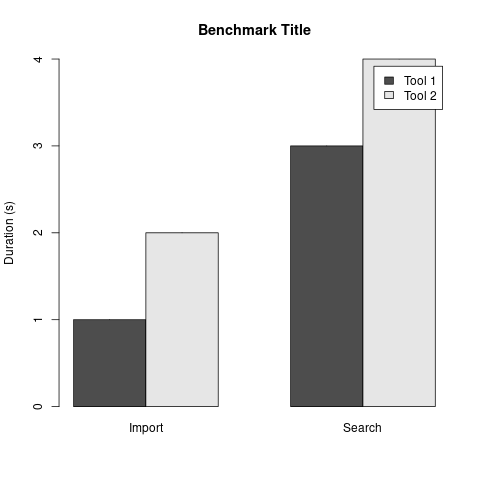 Benchmark Title
Tool 1
Tool 2
Duration (s)
4
3
2
1
0
Import
Search